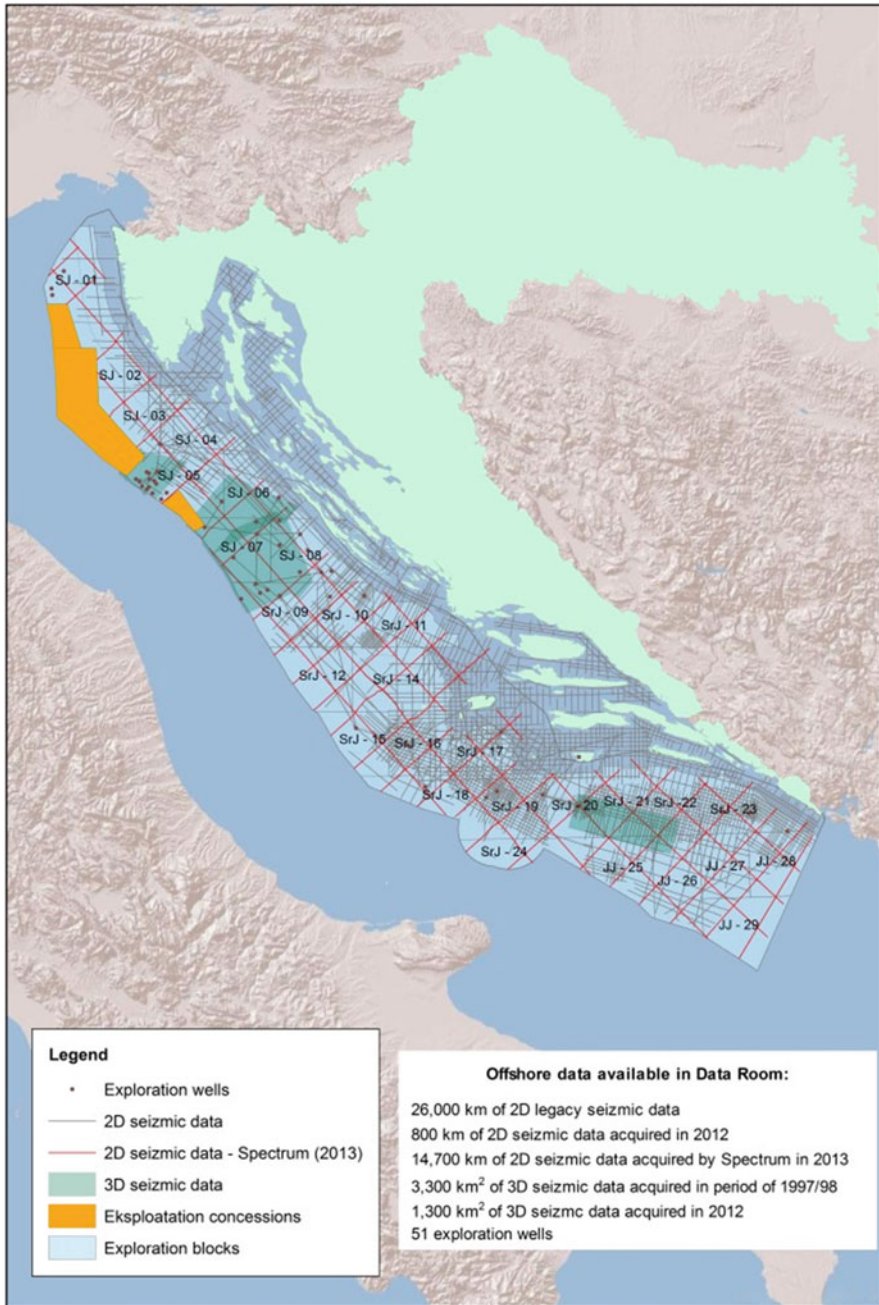 SJ - 01
SJ - 02
SJ - 03
SJ - 04
SJ - 05
SJ - 06
SJ - 07
SJ - 08
SrJ - 09
SrJ - 10
SrJ - 11
SrJ - 12
SrJ - 14
SrJ - 15
SrJ - 16
SrJ - 17
SrJ - 18
SrJ - 19
SrJ - 20
SrJ - 21
SrJ - 22
SrJ - 23
SrJ - 24
JJ - 25
JJ - 26
JJ - 27
JJ - 28
JJ - 29
Legend
Exploration wells
2D seizmic data
2D seizmic data - Spectrum (2013)
3D seizmic data
Eksploatation concessions
Exploration blocks
Offshore data available in Data Room:
26,000 km of 2D legacy seizmic data
800 km of 2D seizmic data acquired in 2012
14,700 km of 2D seizmic data acquired by Spectrum in 2013
3,300 km² of 3D seizmic data acquired in period of 1997/98
1,300 km² of 3D seizmc data acquired in 2012
51 exploration wells